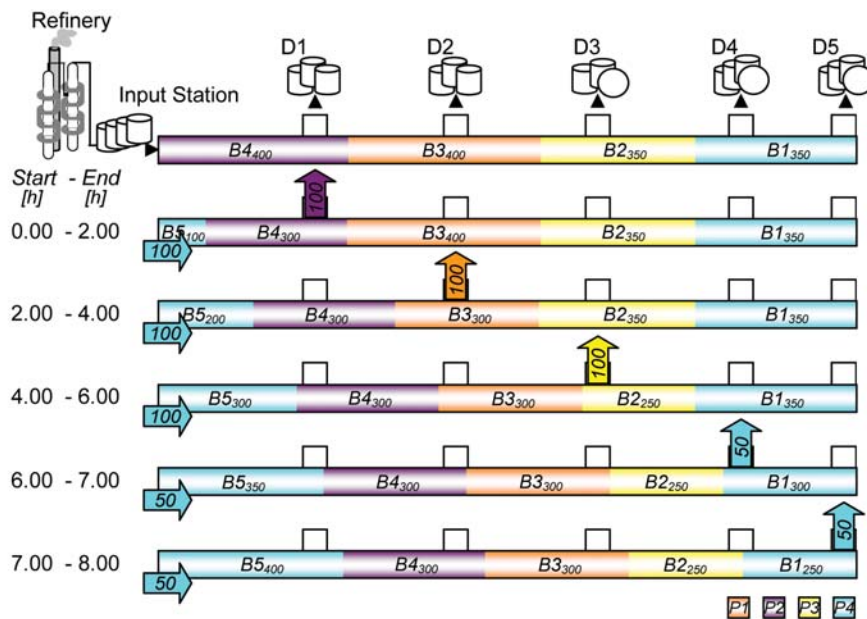 Refinery
Input Station
D1 D2 D3 D4 D5
B4400 B3400 B2350 B1350
Start - End
[h] [h]
100
0.00 - 2.00 B5100 B4300 B3400 B2350 B1350
100
100
2.00 - 4.00 B5200 B4300 B3300 B2350 B1350
100
100
4.00 - 6.00 B5300 B4300 B3300 B2250 B1350
100
50
6.00 - 7.00 B5350 B4300 B3300 B2250 B1300
50
50
7.00 - 8.00 B5400 B4300 B3300 B2250 B1250
50
P1 P2 P3 P4